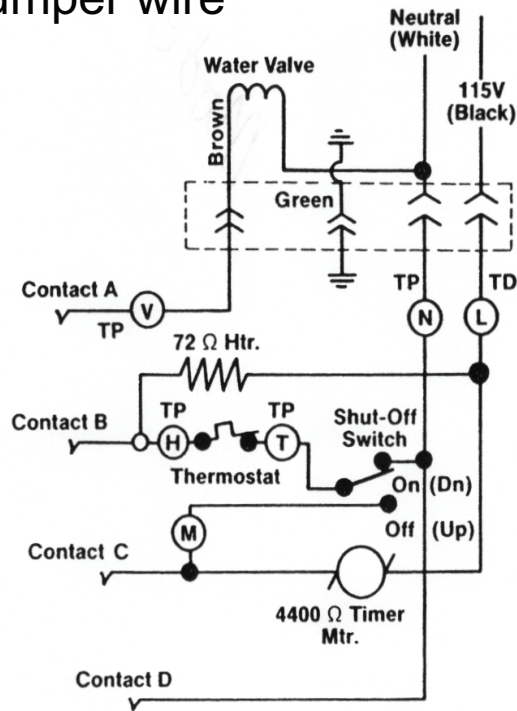 umper wire
Neutral
(White)
Water Valve
115V
(Black)
Brown
Green
Contact A
V
TP
TP
TD
N
L
72 Ω Htr.
Contact B
TP
TP
H
T
Thermostat
Shut-Off
Switch
On (Dn)
Off (Up)
M
Contact C
4400 Ω Timer
Mtr.
Contact D